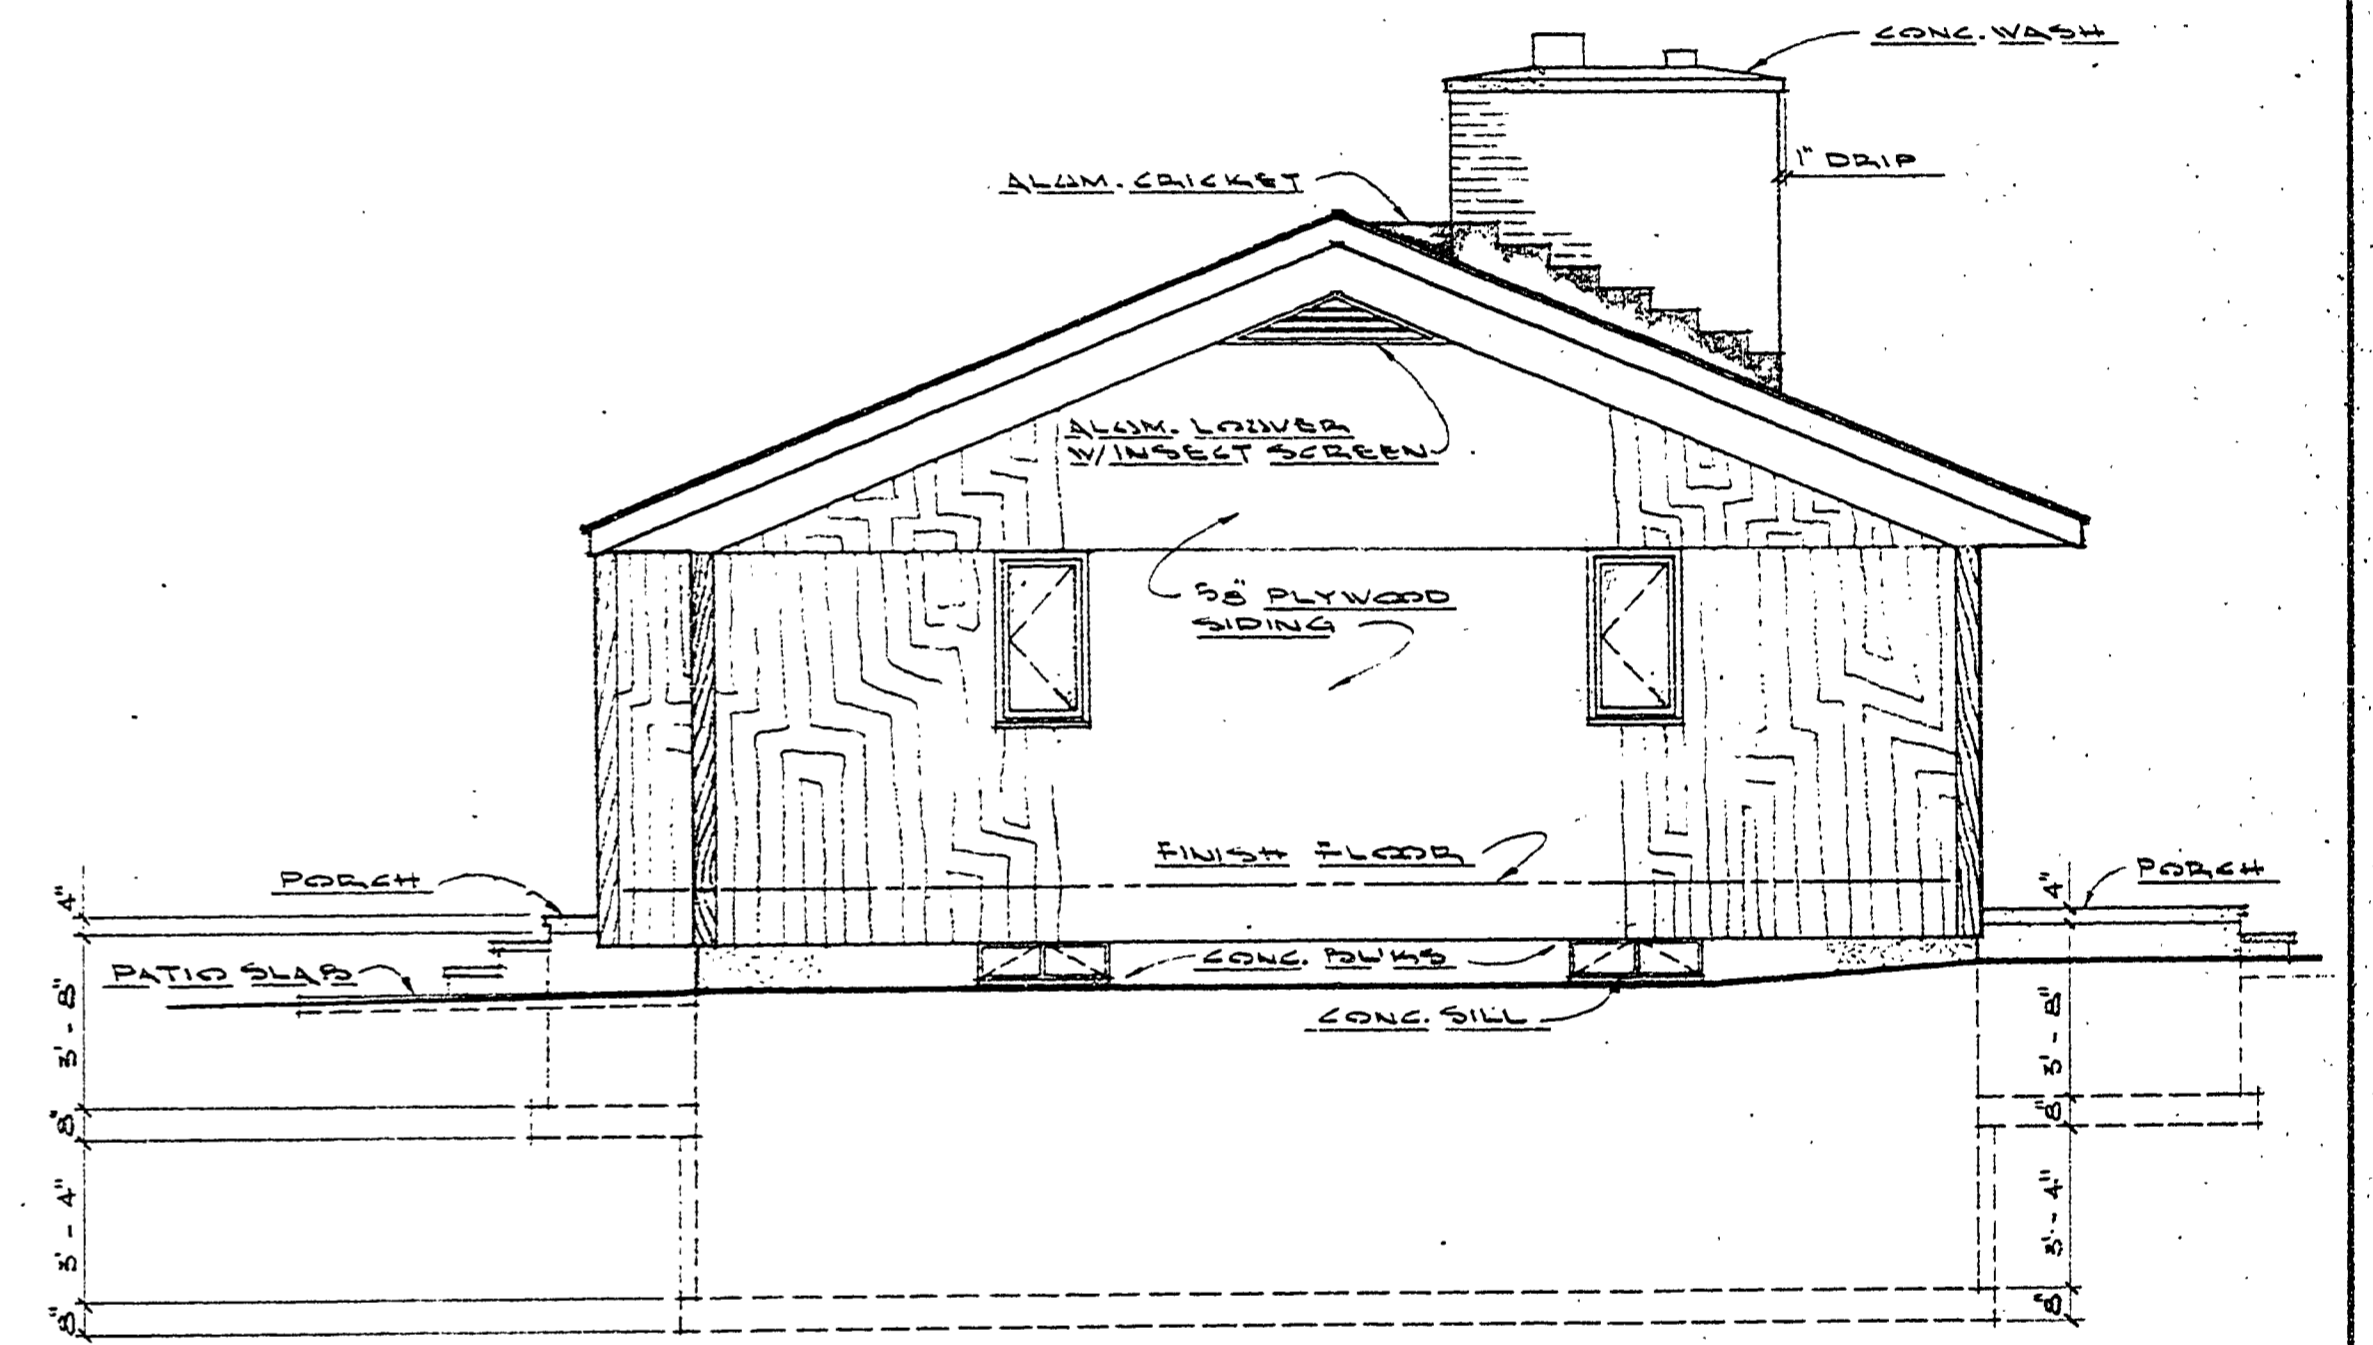 CONC. WASH
1" DRIP
ALUM. CRICKET
ALUM. LOUVER
W/INSECT SCREEN
5/8" PLYWOOD
SIDING
FINISH FLOOR
PORCH
PORCH
4"
4"
PATIO SLAB
CONC. BLKS
CONC. SILL
3'-8"
3'-8"
8"
8"
3'-4"
3'-4"
8"
8"